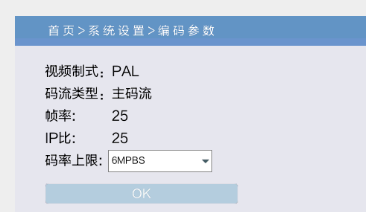 首页>系统设置>编码参数
视频制式: PAL
码流类型: 主码流
帧率: 25
IP比: 25
码率上限: 6MPBS
OK